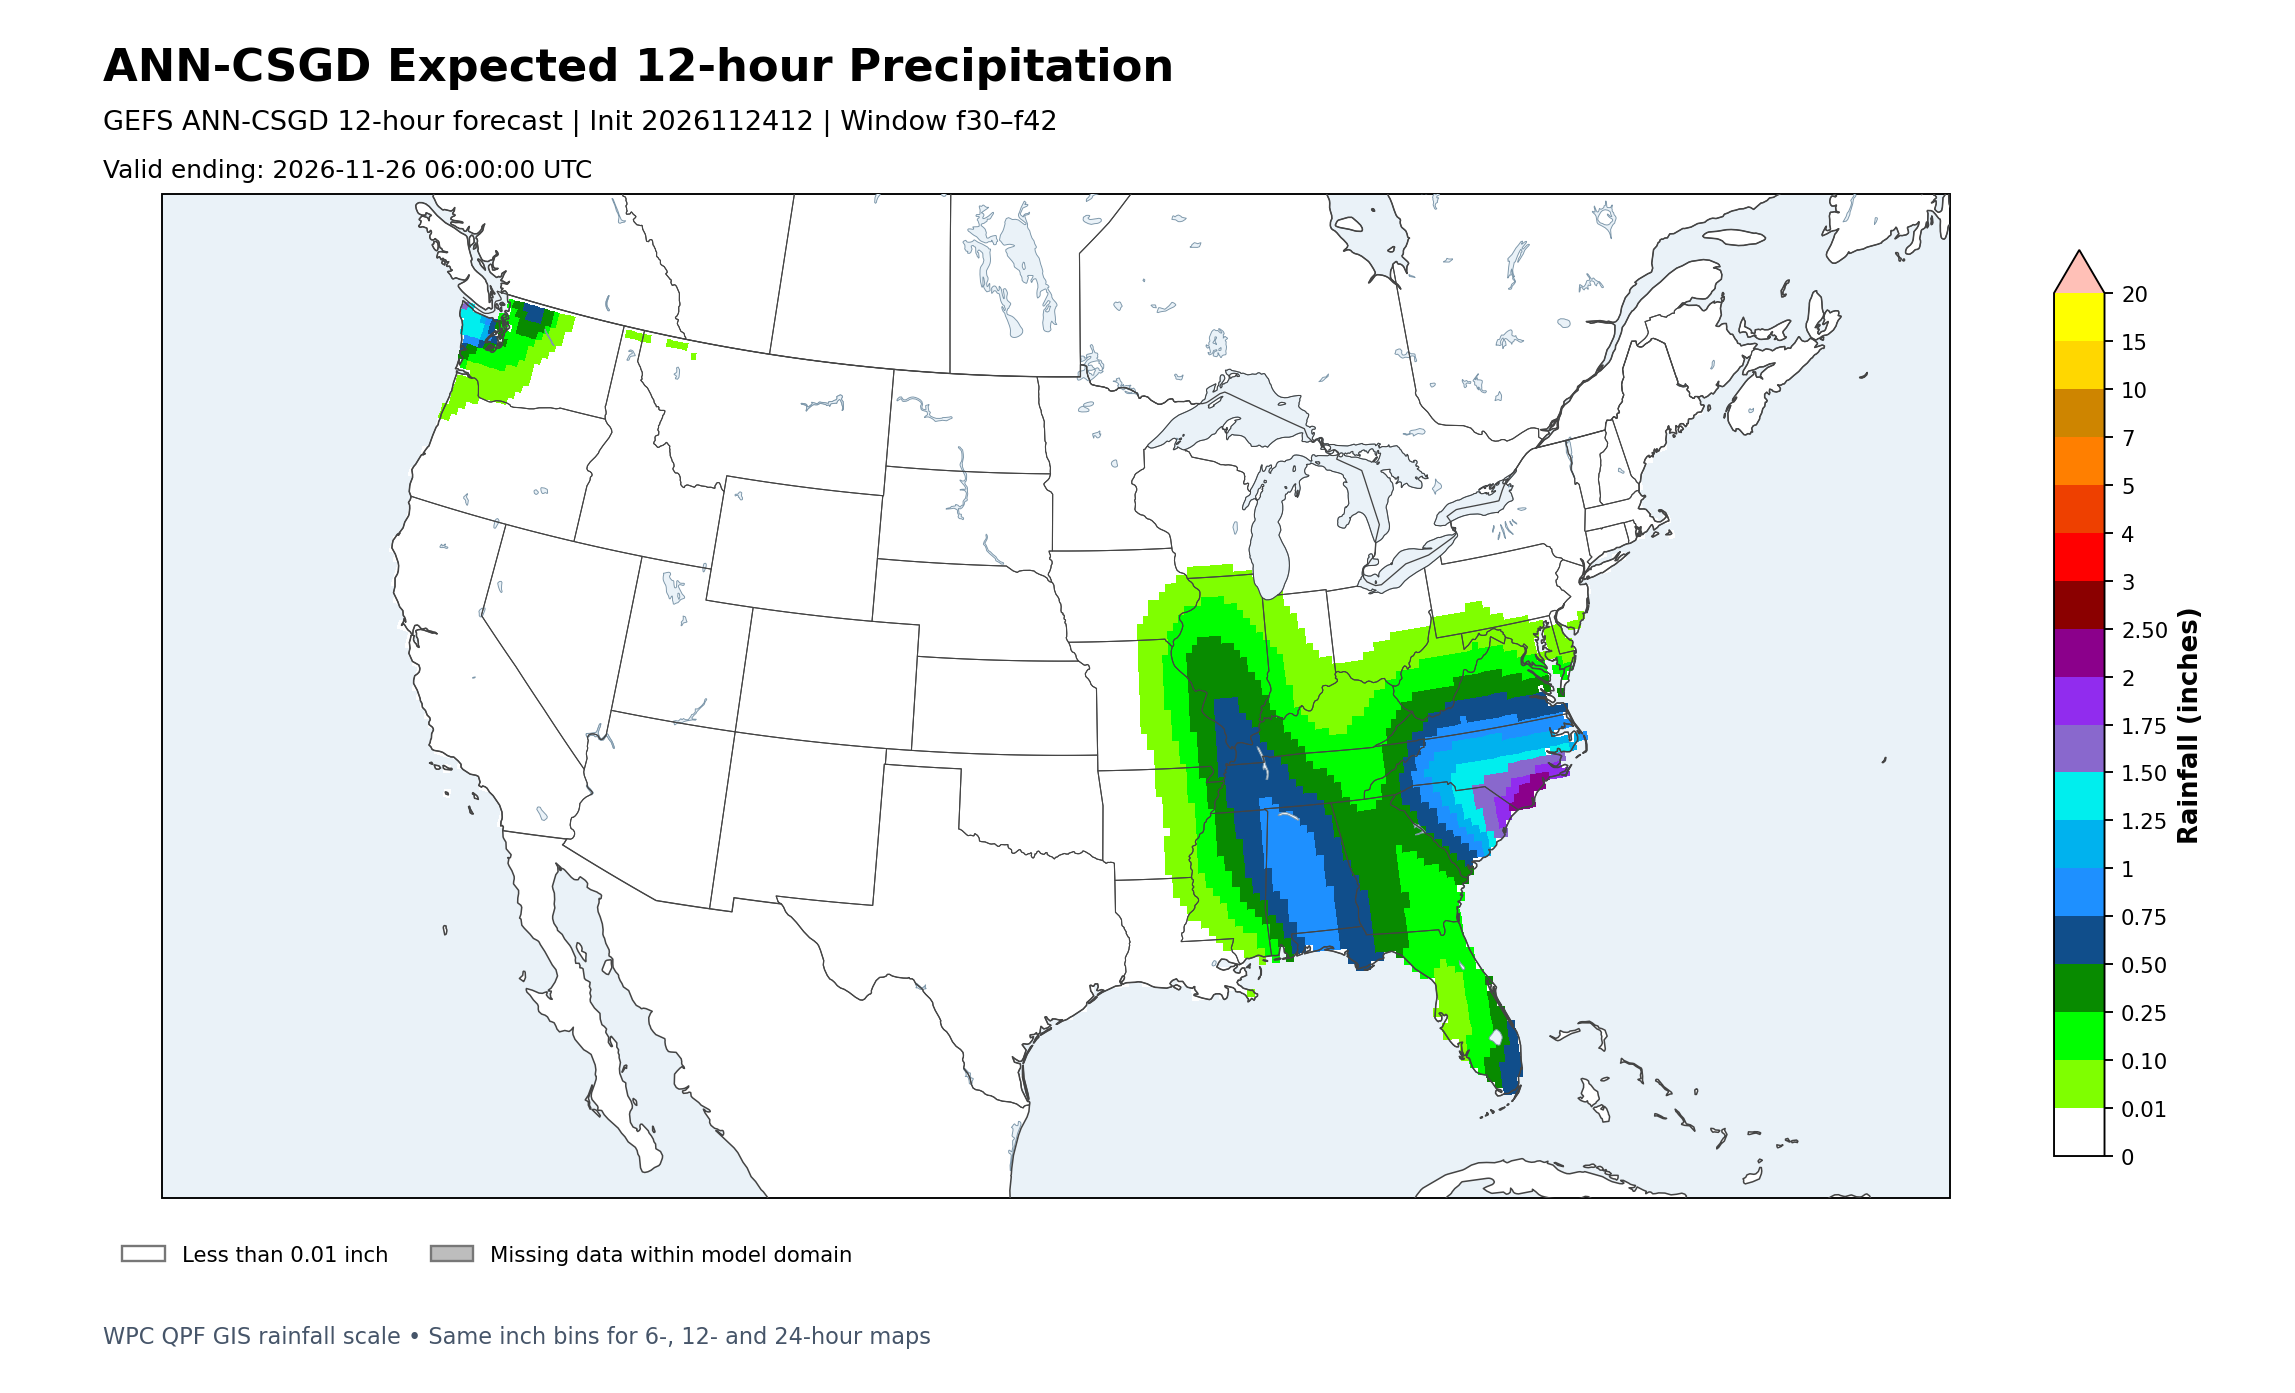 ANN-CSGD Expected 12-hour Precipitation
GEFS ANN-CSGD 12-hour forecast | Init 2026112412 | Window f30–f42
Valid ending: 2026-11-26 06:00:00 UTC
20
15
10
7
5
4
3
2.50
2
1.75
1.50
1.25
1
0.75
0.50
0.25
0.10
0.01
0
Rainfall (inches)
Less than 0.01 inch
Missing data within model domain
WPC QPF GIS rainfall scale • Same inch bins for 6-, 12- and 24-hour maps